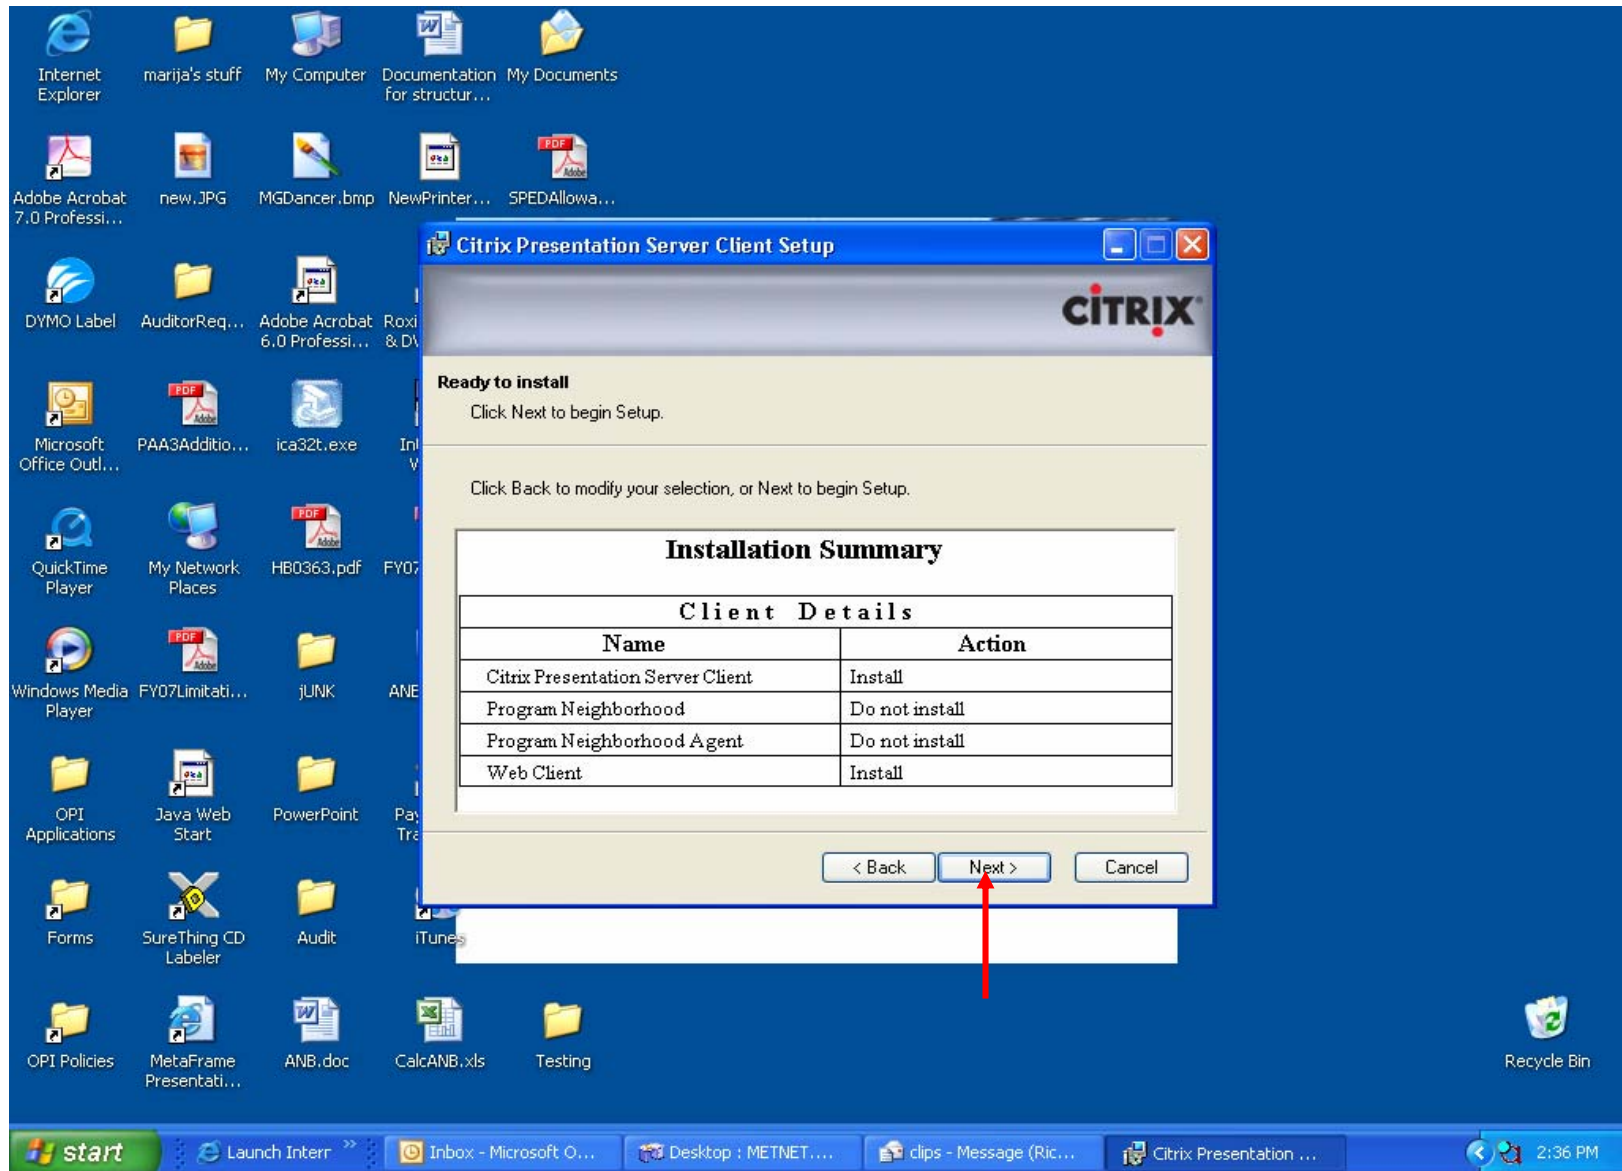 Internet
Explorer
marija's stuff
My Computer
Documentation
for structur...
My Documents
Adobe Acrobat
7.0 Professi...
new.JPG
MGDancer.bmp
NewPrinter...
SPEDAllowa...
DYMO Label
AuditorReq...
Adobe Acrobat
6.0 Professi...
Roxi
& D
Microsoft
Office Outl...
PAA3Additio...
ica32t.exe
QuickTime
Player
My Network
Places
HB0363.pdf
FY07
Windows Media
Player
FY07Limitati...
jUNK
ANB
OPI
Applications
Java Web
Start
PowerPoint
Pay
Tra
Forms
SureThing CD
Labeler
Audit
iTunes
OPI Policies
MetaFrame
Presentati...
ANB.doc
CalcANB.xls
Testing
Recycle Bin
Citrix Presentation Server Client Setup
CITRIX
Ready to install
Click Next to begin Setup.
Click Back to modify your selection, or Next to begin Setup.
Installation Summary
Client Details
Name Action
Citrix Presentation Server Client Install
Program Neighborhood Do not install
Program Neighborhood Agent Do not install
Web Client Install
< Back Next > Cancel
start Launch Interr Inbox - Microsoft O... Desktop : METNET.... clips - Message (Ric... Citrix Presentation ... 2:36 PM